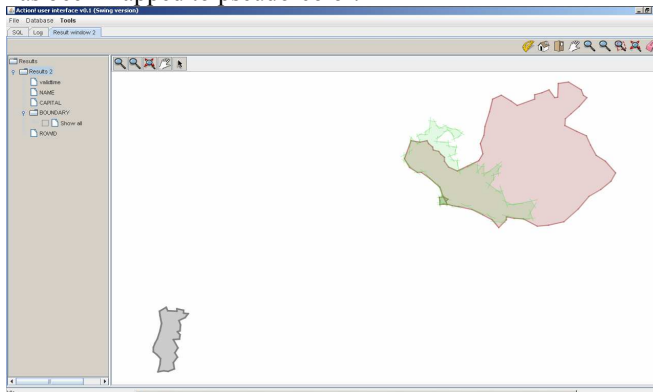 Action! user interface v0.1 (Swing version)
File Database Tools
SQL Log Result window 2
Results
Results 2
validtime
NAME
CAPITAL
BOUNDARY
Show all
ROWID